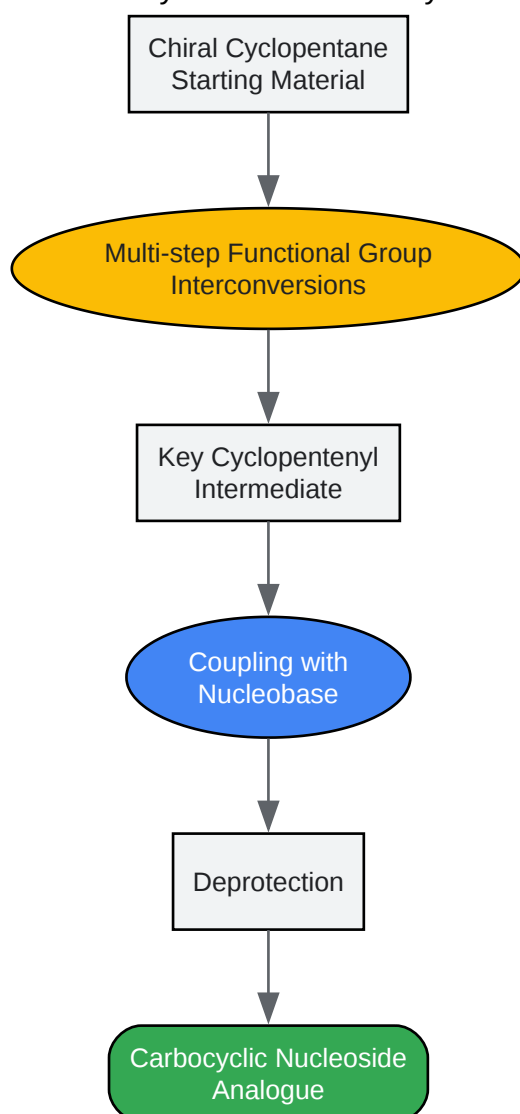 Chiral Cyclopentane
Starting Material
Multi-step Functional Group
Interconversions
Key Cyclopentenyl
Intermediate
Coupling with
Nucleobase
Deprotection
Carbocyclic Nucleoside
Analogue